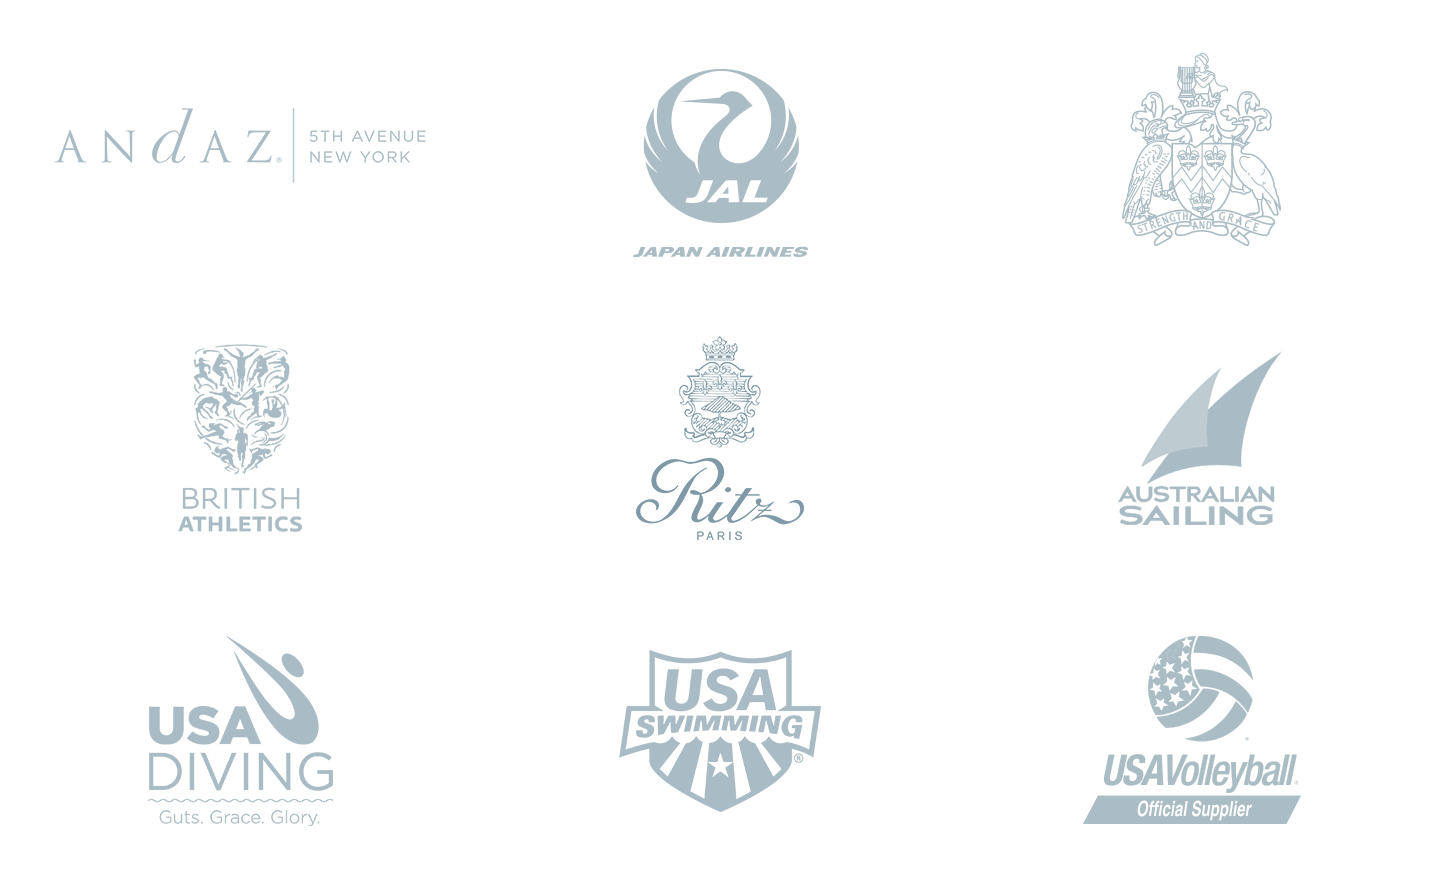 ANdAZ®
5TH AVENUE
NEW YORK
JAL
JAPAN AIRLINES
STRENGTH AND GRACE
BRITISH
ATHLETICS
Ritz
PARIS
AUSTRALIAN
SAILING
USA
DIVING
Guts. Grace. Glory.
USA
SWIMMING®
USAVolleyball
Official Supplier